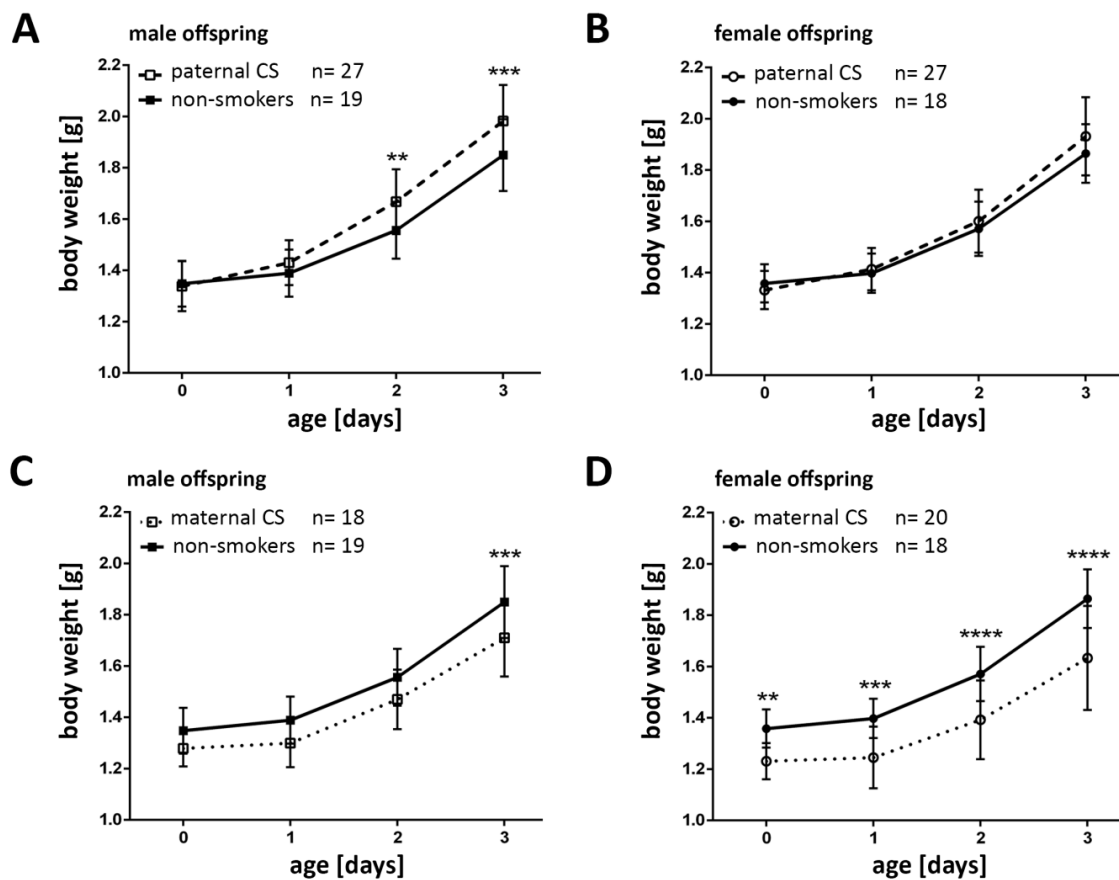 A
male offspring
paternal CS n= 27
non-smokers n= 19
2.2
2.0
1.8
1.6
1.4
1.2
1.0
body weight [g]
**
***
0 1 2 3
age [days]
B
female offspring
paternal CS n= 27
non-smokers n= 18
2.2
2.0
1.8
1.6
1.4
1.2
1.0
body weight [g]
0 1 2 3
age [days]
C
male offspring
maternal CS n= 18
non-smokers n= 19
2.2
2.0
1.8
1.6
1.4
1.2
1.0
body weight [g]
***
0 1 2 3
age [days]
D
female offspring
maternal CS n= 20
non-smokers n= 18
2.2
2.0
1.8
1.6
1.4
1.2
1.0
body weight [g]
**
***
****
****
0 1 2 3
age [days]